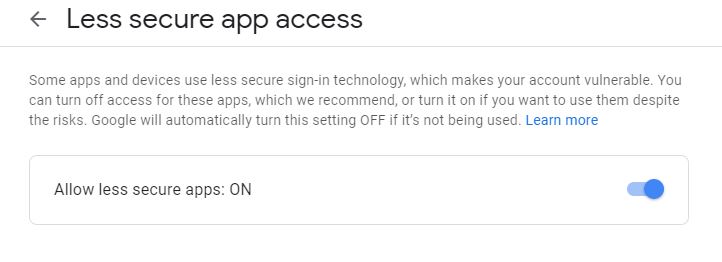 Less secure app access
Some apps and devices use less secure sign-in technology, which makes your account vulnerable. You
can turn off access for these apps, which we recommend, or turn it on if you want to use them despite
the risks. Google will automatically turn this setting OFF if it's not being used. Learn more
Allow less secure apps: ON